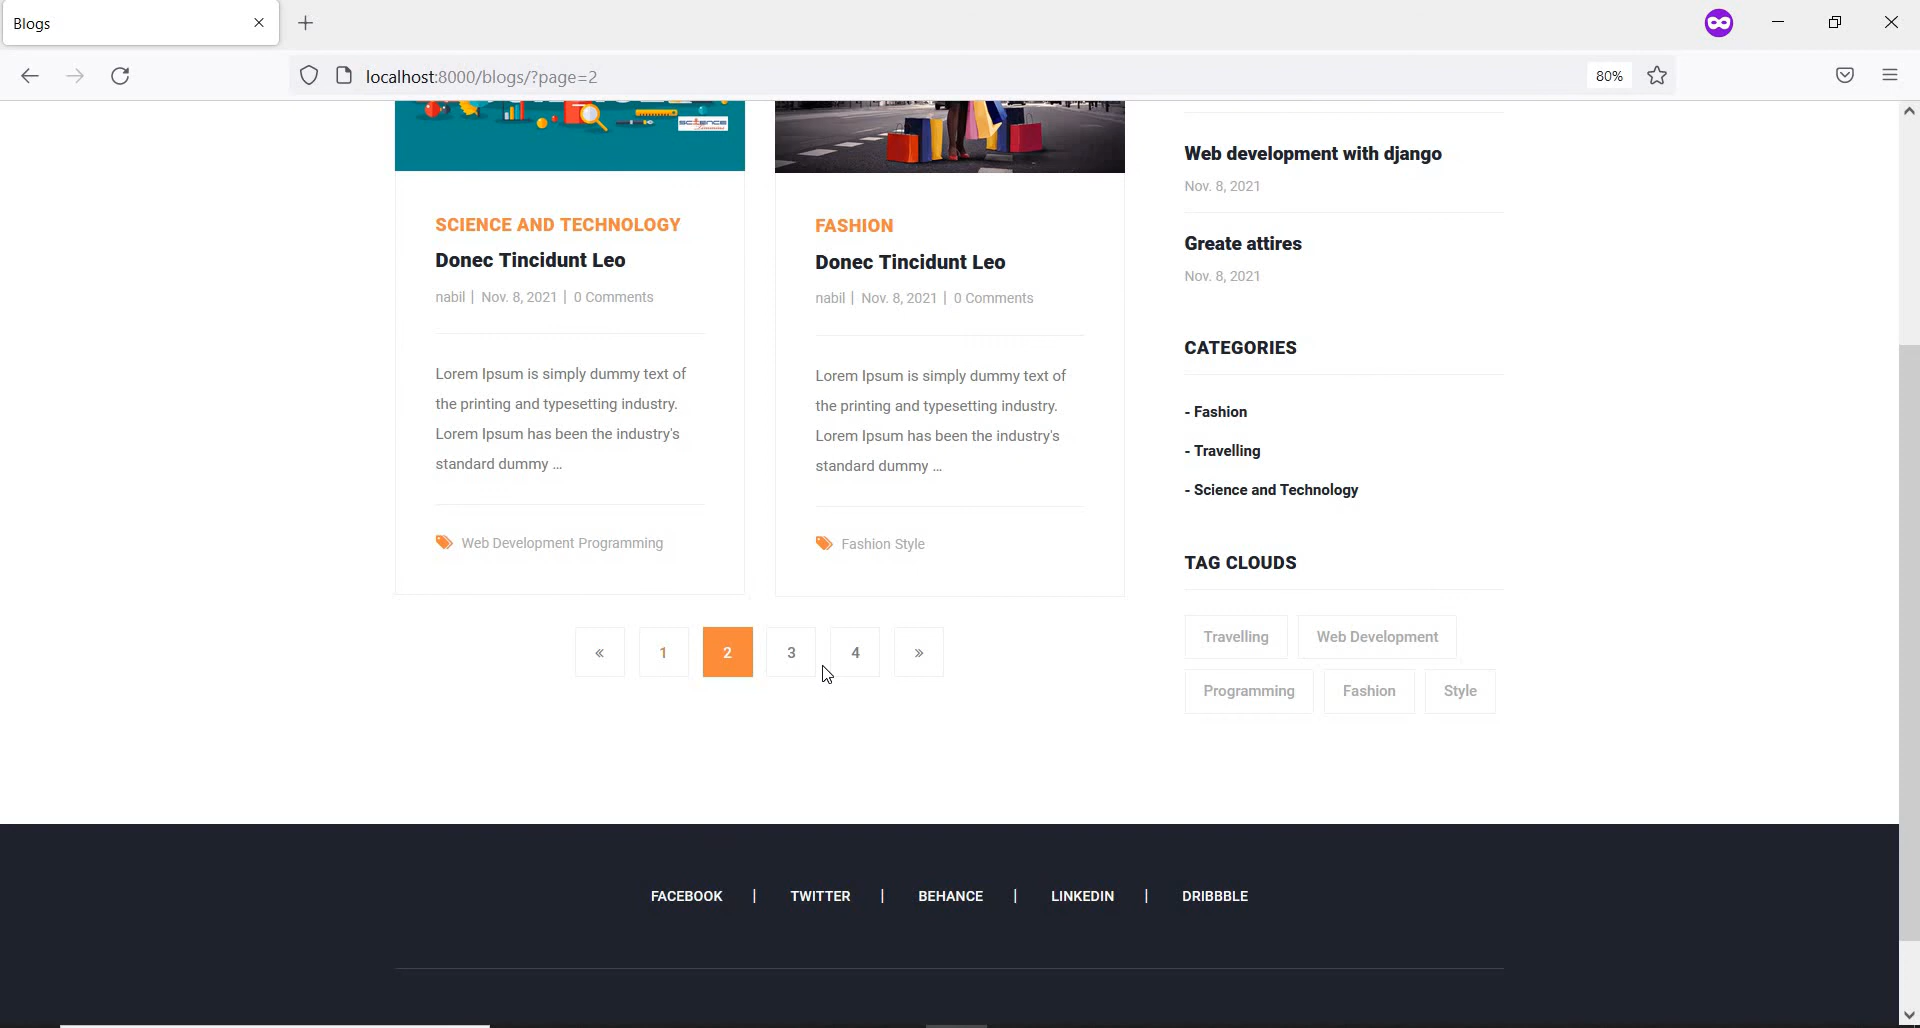 Blogs
localhost:8000/blogs/?page=2
80%
SCIENCE
SCIENCE AND TECHNOLOGY
Donec Tincidunt Leo
nabil | Nov. 8, 2021 | 0 Comments
Lorem Ipsum is simply dummy text of
the printing and typesetting industry.
Lorem Ipsum has been the industry's
standard dummy ...
Web Development Programming
FASHION
Donec Tincidunt Leo
nabil | Nov. 8, 2021 | 0 Comments
Lorem Ipsum is simply dummy text of
the printing and typesetting industry.
Lorem Ipsum has been the industry's
standard dummy ...
Fashion Style
« 1 2 3 4 »
Web development with django
Nov. 8, 2021
Greate attires
Nov. 8, 2021
CATEGORIES
- Fashion
- Travelling
- Science and Technology
TAG CLOUDS
Travelling Web Development
Programming Fashion Style
FACEBOOK | TWITTER | BEHANCE | LINKEDIN | DRIBBBLE